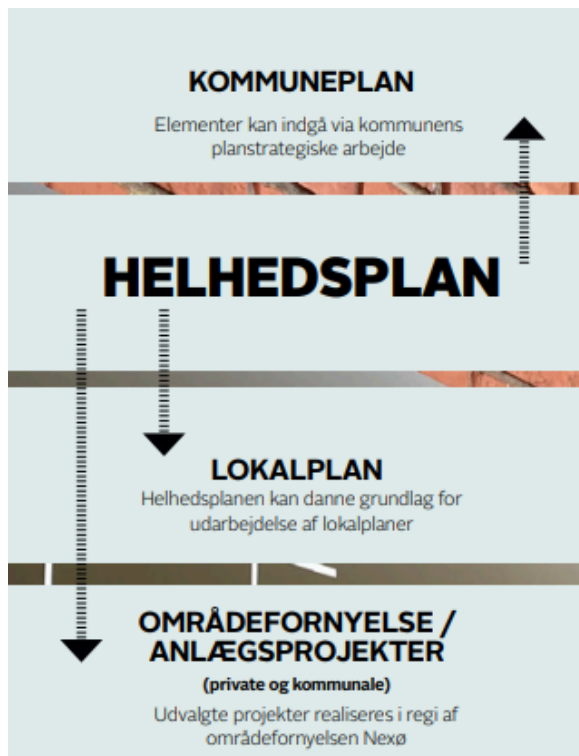 KOMMUNEPLAN
Elementer kan indgå via kommunens
planstrategiske arbejde
HELHEDSPLAN
LOKALPLAN
Helhedsplanen kan danne grundlag for
udarbejdelse af lokalplaner
OMRÅDEFORNYELSE /
ANLÆGSPROJEKTER
(private og kommunale)
Udvalgte projekter realiseres i regi af
områdefornyelsen Nexø